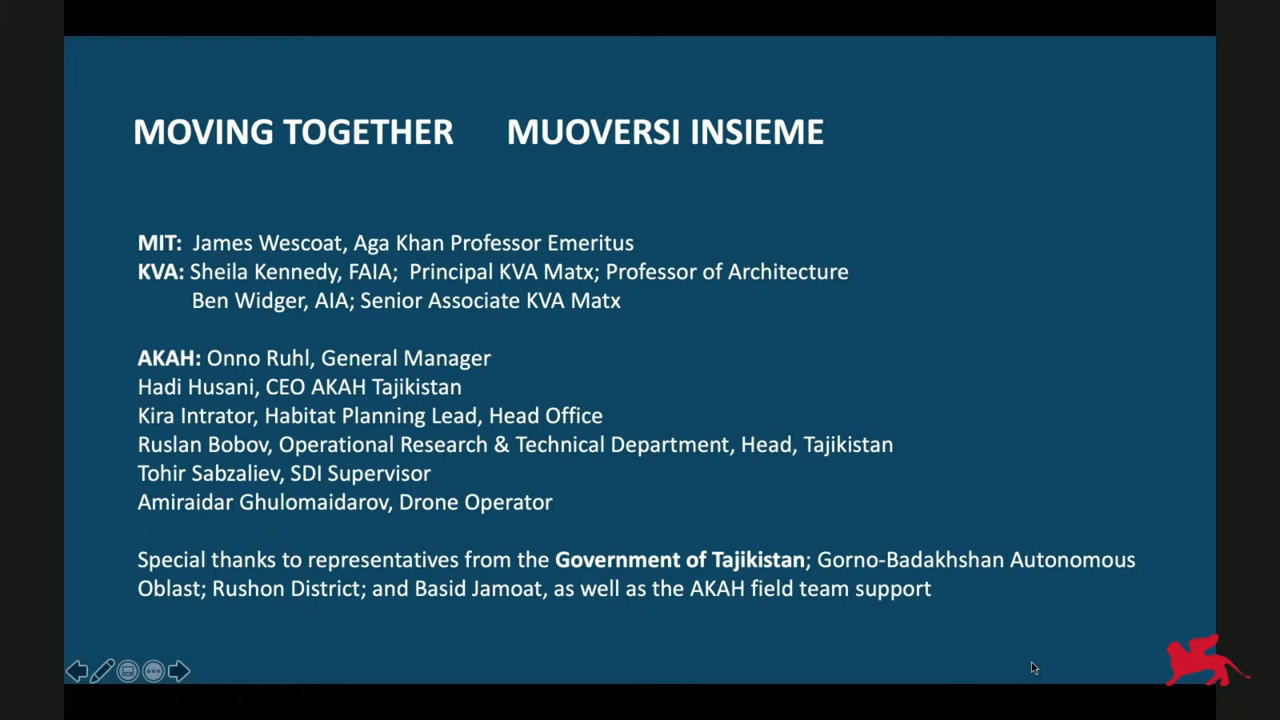 MOVING TOGETHER MUOVERSI INSIEME
MIT: James Wescoat, Aga Khan Professor Emeritus
KVA: Sheila Kennedy, FAIA; Principal KVA Matx; Professor of Architecture
Ben Widger, AIA; Senior Associate KVA Matx
AKAH: Onno Ruhl, General Manager
Hadi Husani, CEO AKAH Tajikistan
Kira Intrator, Habitat Planning Lead, Head Office
Ruslan Bobov, Operational Research & Technical Department, Head, Tajikistan
Tohir Sabzaliev, SDI Supervisor
Amiraidar Ghulomaidarov, Drone Operator
Special thanks to representatives from the Government of Tajikistan; Gorno-Badakhshan Autonomous
Oblast; Rushon District; and Basid Jamoat, as well as the AKAH field team support